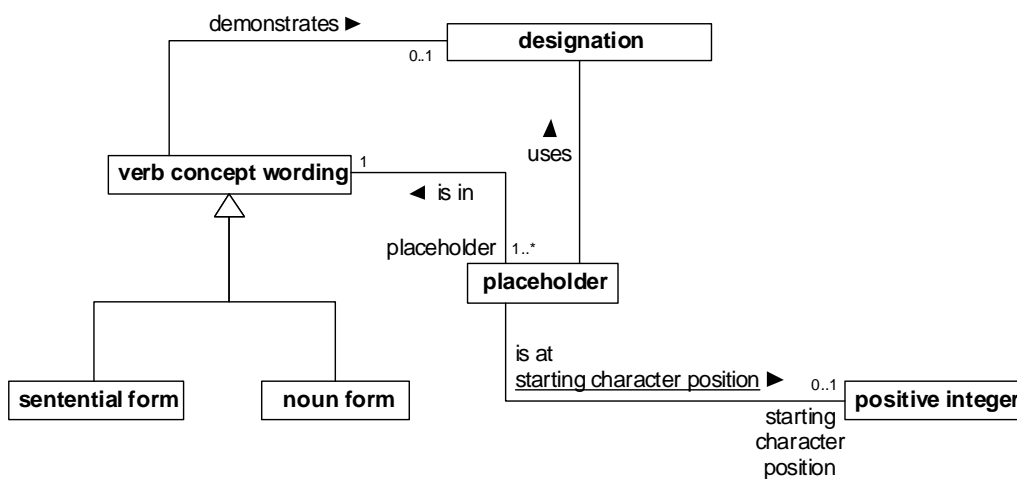 demonstrates ►
designation
0..1
▲
uses
verb concept wording
1
◄ is in
placeholder
1..*
placeholder
is at
starting character position ►
0..1
sentential form
noun form
positive integer
starting
character
position